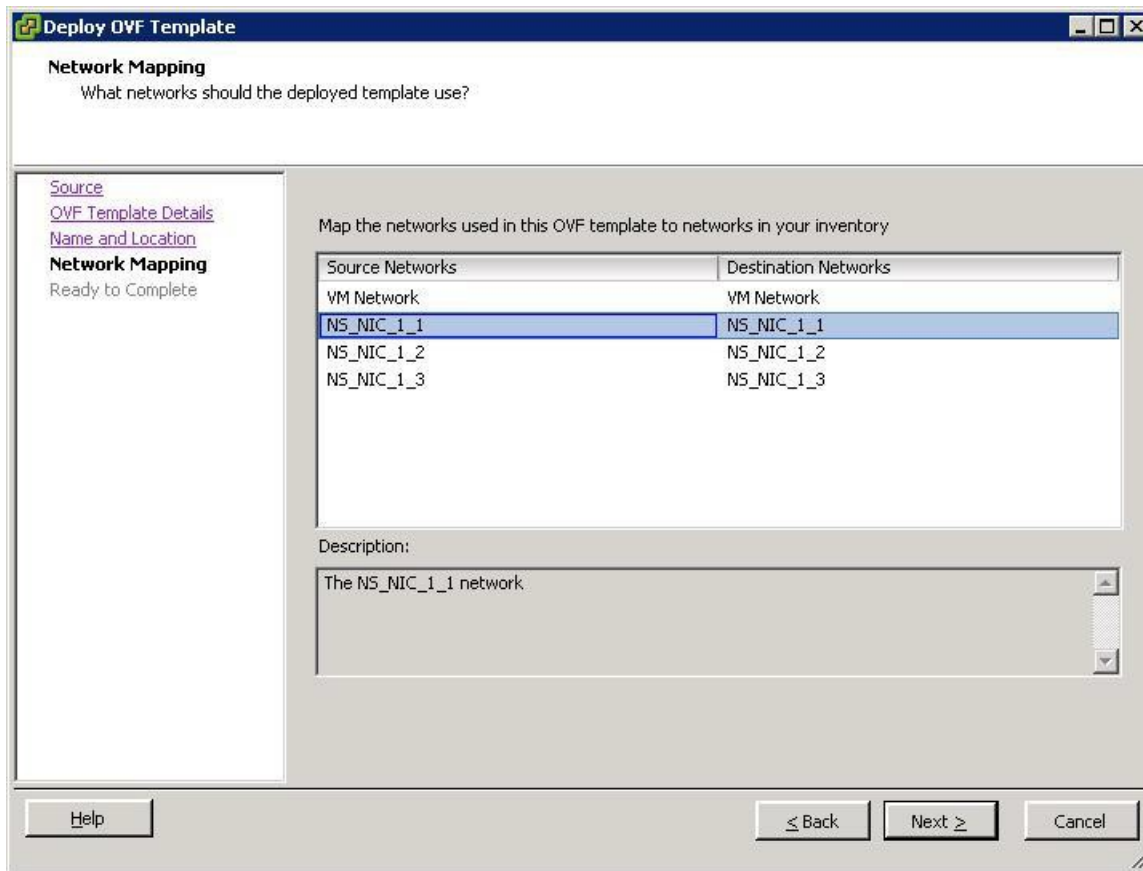 Deploy OVF Template
Network Mapping
What networks should the deployed template use?
Source
OVF Template Details
Name and Location
Network Mapping
Ready to Complete
Map the networks used in this OVF template to networks in your inventory
Source Networks Destination Networks
VM Network VM Network
NS_NIC_1_1 NS_NIC_1_1
NS_NIC_1_2 NS_NIC_1_2
NS_NIC_1_3 NS_NIC_1_3
Description:
The NS_NIC_1_1 network
Help ≤ Back Next ≥ Cancel